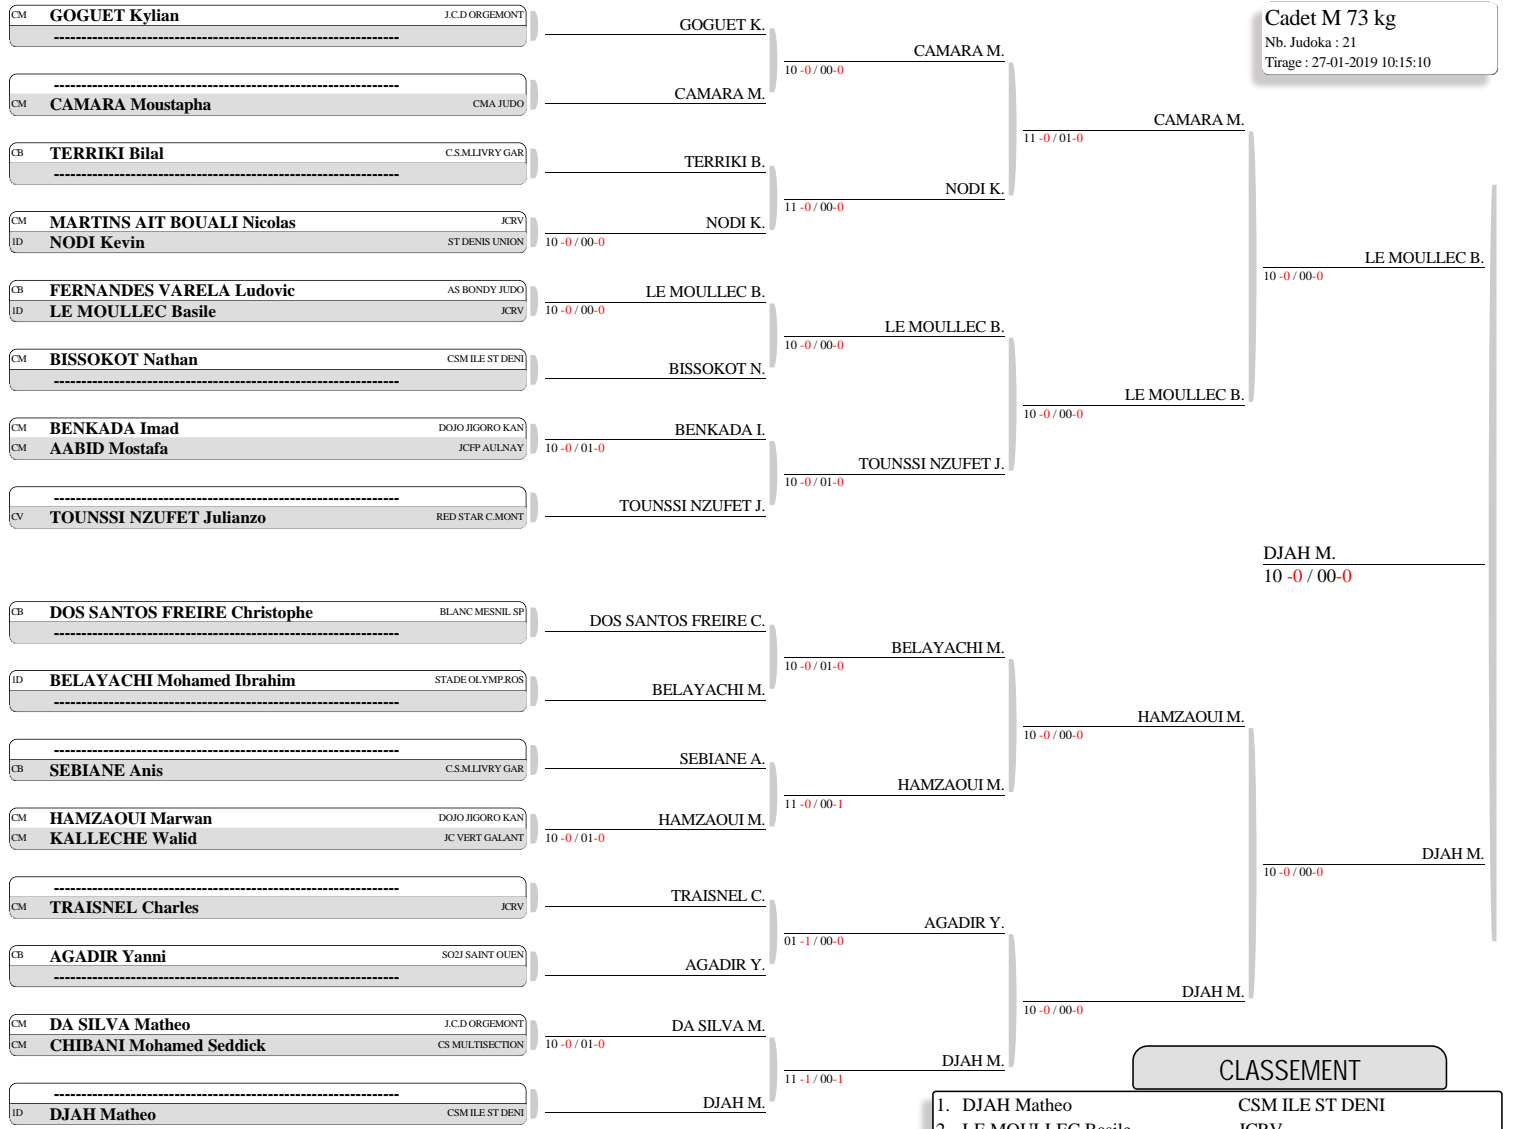 Cadet M 73 kg
Nb. Judoka : 21
Tirage : 27-01-2019 10:15:10
CM GOGUET Kylian J.C.D ORGEMONT
--------------------------------------------------------------
--------------------------------------------------------------
CM CAMARA Moustapha CMA JUDO
CB TERRIKI Bilal C.S.M.LIVRY GAR
--------------------------------------------------------------
CM MARTINS AIT BOUALI Nicolas JCRV
1D NODI Kevin ST DENIS UNION
CB FERNANDES VARELA Ludovic AS BONDY JUDO
1D LE MOULLEC Basile JCRV
CM BISSOKOT Nathan CSM ILE ST DENI
--------------------------------------------------------------
CM BENKADA Imad DOJO JIGORO KAN
CM AABID Mostafa JCFP AULNAY
--------------------------------------------------------------
CV TOUNSSI NZUFET Julianzo RED STAR C.MONT
CB DOS SANTOS FREIRE Christophe BLANC MESNIL SP
--------------------------------------------------------------
1D BELAYACHI Mohamed Ibrahim STADE OLYMP.ROS
--------------------------------------------------------------
--------------------------------------------------------------
CB SEBIANE Anis C.S.M.LIVRY GAR
CM HAMZAOUI Marwan DOJO JIGORO KAN
CM KALLECHE Walid JC VERT GALANT
--------------------------------------------------------------
CM TRAISNEL Charles JCRV
CB AGADIR Yanni SO2J SAINT OUEN
--------------------------------------------------------------
CM DA SILVA Matheo J.C.D ORGEMONT
CM CHIBANI Mohamed Seddick CS MULTISECTION
--------------------------------------------------------------
1D DJAH Matheo CSM ILE ST DENI
GOGUET K.
CAMARA M.
TERRIKI B.
NODI K.
10 -0 / 00-0
LE MOULLEC B.
10 -0 / 00-0
BISSOKOT N.
BENKADA I.
10 -0 / 01-0
TOUNSSI NZUFET J.
DOS SANTOS FREIRE C.
BELAYACHI M.
SEBIANE A.
HAMZAOUI M.
10 -0 / 01-0
TRAISNEL C.
AGADIR Y.
DA SILVA M.
10 -0 / 01-0
DJAH M.
CAMARA M.
10 -0 / 00-0
NODI K.
11 -0 / 00-0
LE MOULLEC B.
10 -0 / 00-0
TOUNSSI NZUFET J.
10 -0 / 01-0
BELAYACHI M.
10 -0 / 01-0
HAMZAOUI M.
11 -0 / 00-1
AGADIR Y.
01 -1 / 00-0
DJAH M.
11 -1 / 00-1
CAMARA M.
11 -0 / 01-0
LE MOULLEC B.
10 -0 / 00-0
HAMZAOUI M.
10 -0 / 00-0
DJAH M.
10 -0 / 00-0
LE MOULLEC B.
10 -0 / 00-0
DJAH M.
10 -0 / 00-0
DJAH M.
10 -0 / 00-0
CLASSEMENT
1. DJAH Matheo CSM ILE ST DENI
2. LE MOULLEC Basile JCRV